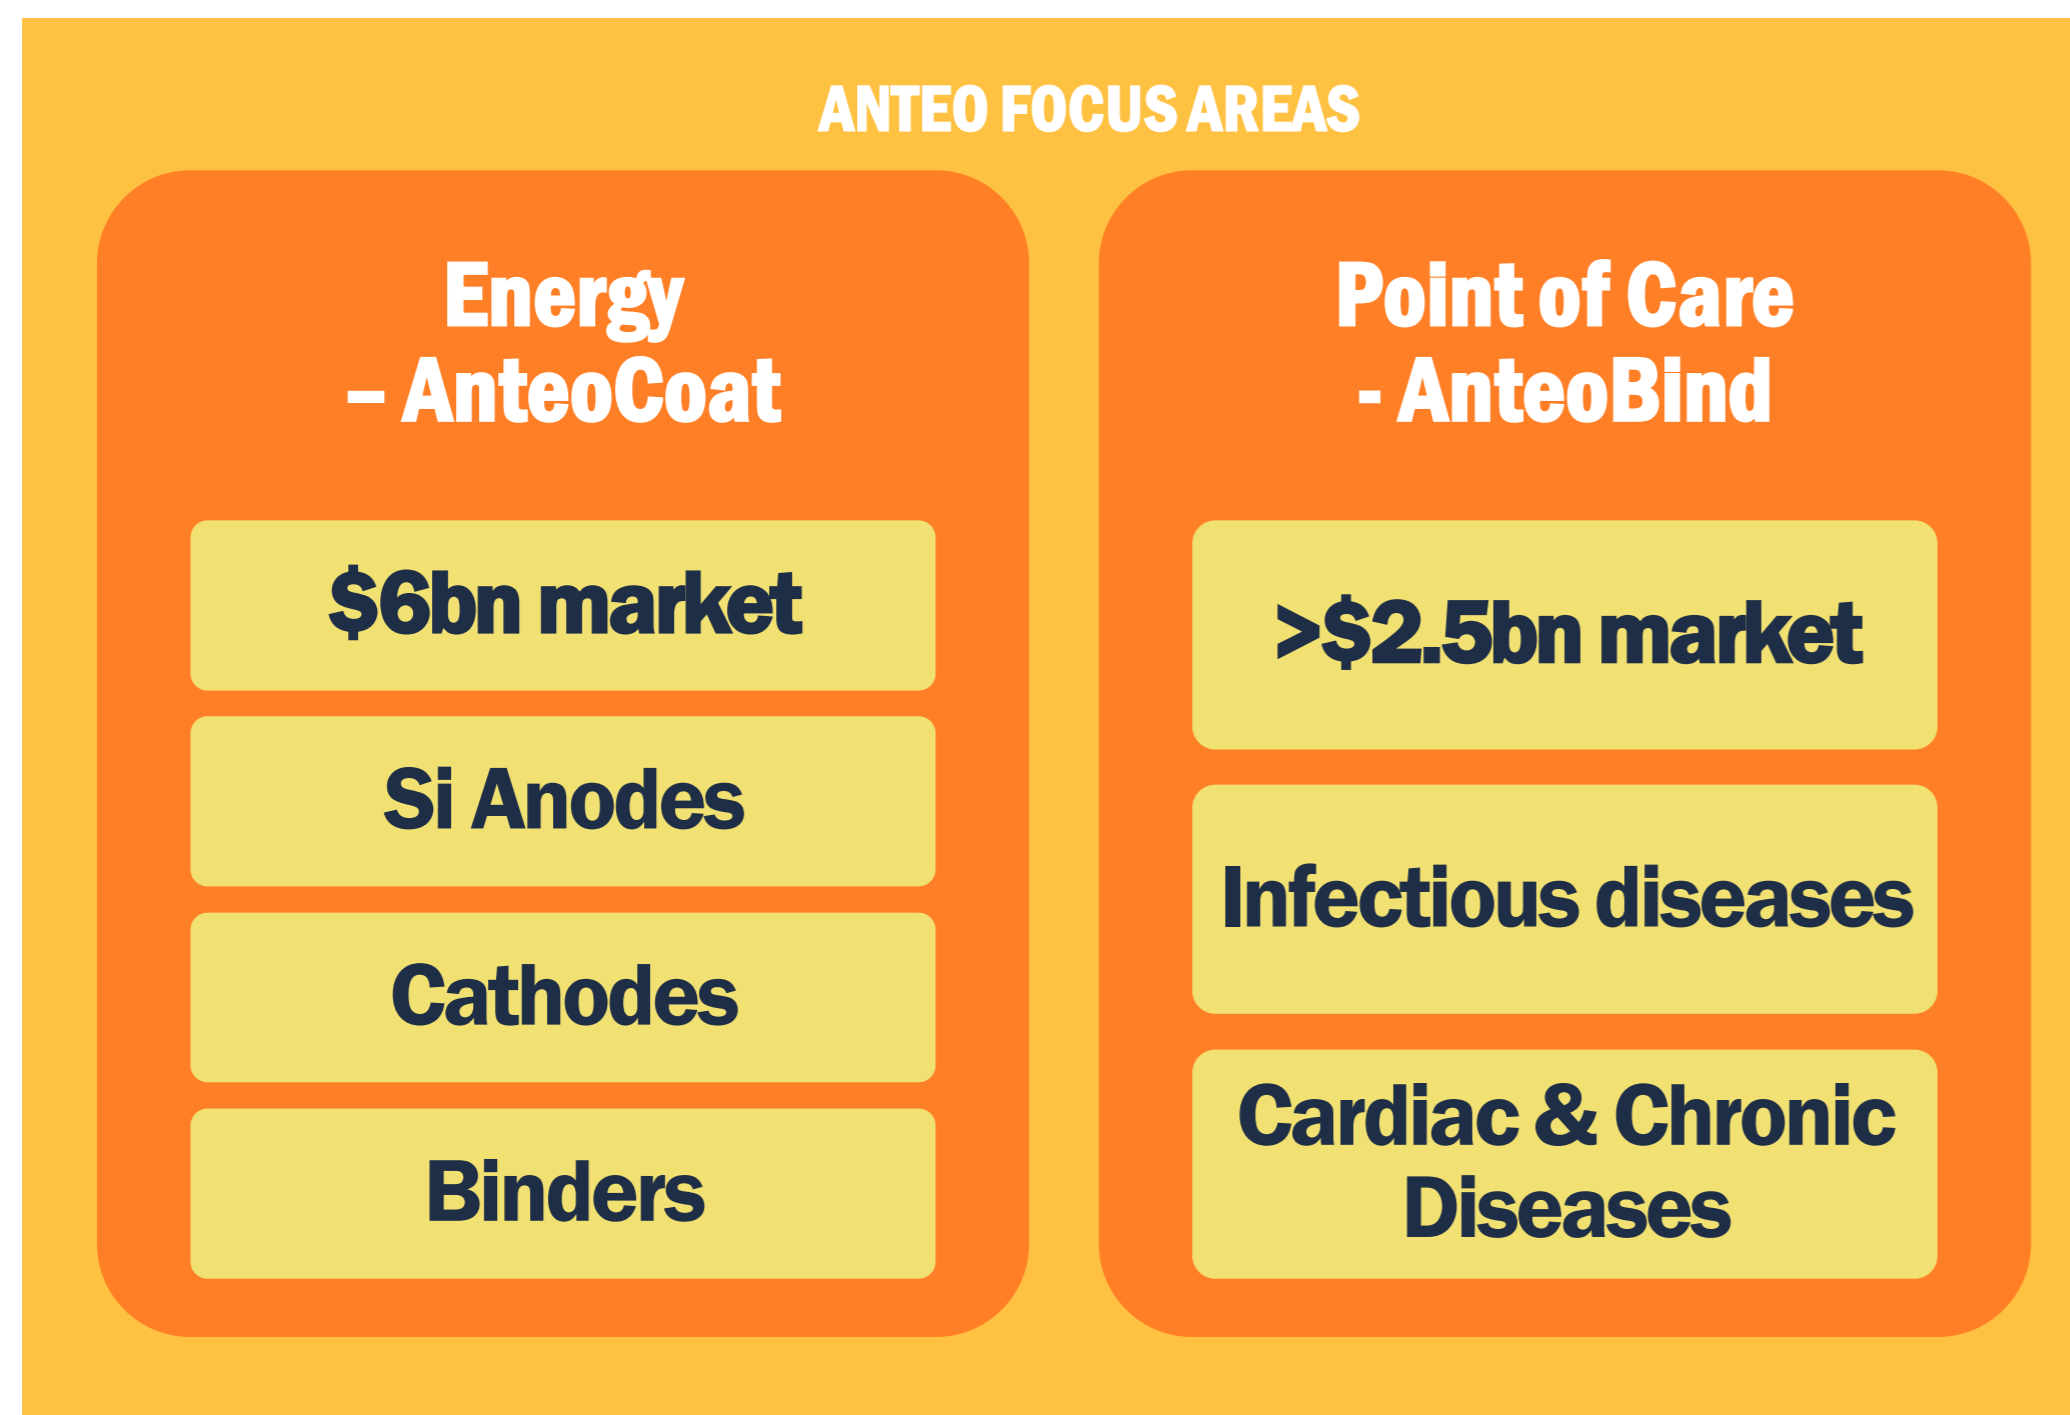 ANTEO FOCUS AREAS
Energy
– AnteoCoat
$6bn market
Si Anodes
Cathodes
Binders
Point of Care
- AnteoBind
>$2.5bn market
Infectious diseases
Cardiac & Chronic
Diseases